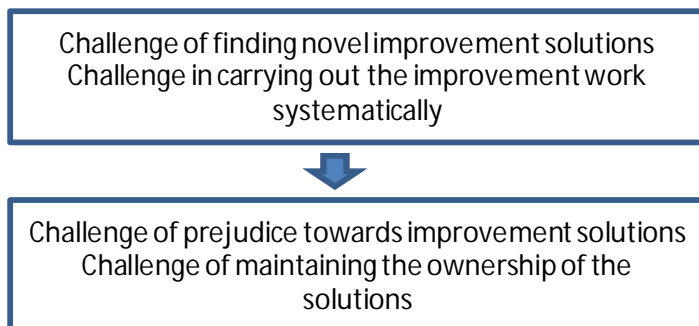 Challenge of finding novel improvement solutions
Challenge in carrying out the improvement work
systematically
Challenge of prejudice towards improvement solutions
Challenge of maintaining the ownership of the
solutions